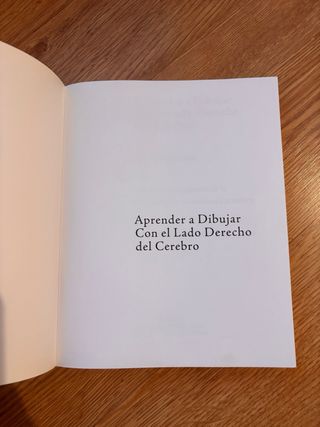 Aprender a Dibujar
Con el Lado Derecho
del Cerebro